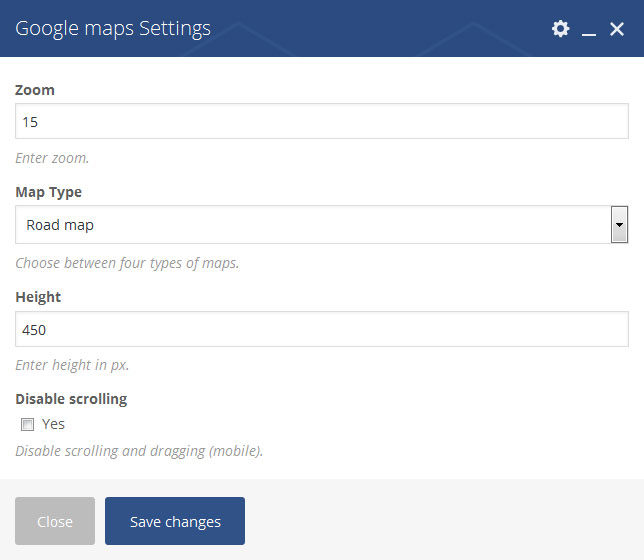 Google maps Settings
Zoom
15
Enter zoom.
Map Type
Road map
Choose between four types of maps.
Height
450
Enter height in px.
Disable scrolling
Yes
Disable scrolling and dragging (mobile).
Close Save changes